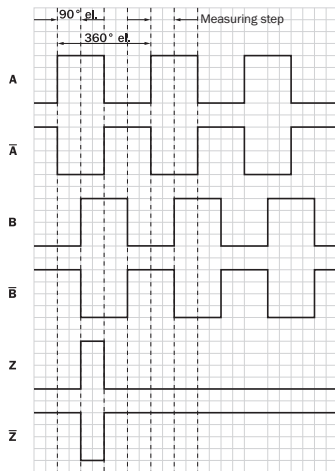 90° el.
Measuring step
360° el.
A
A̅
B
B̅
Z
Z̅